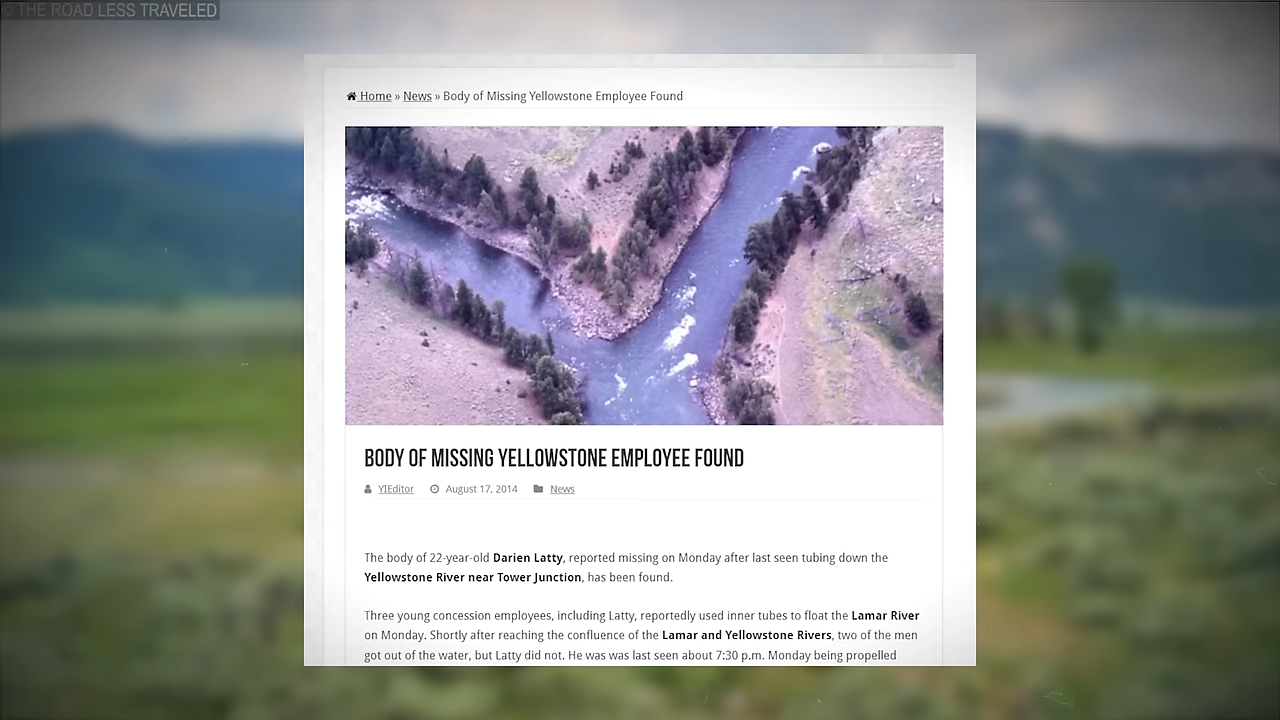 © THE ROAD LESS TRAVELED
Home » News » Body of Missing Yellowstone Employee Found
BODY OF MISSING YELLOWSTONE EMPLOYEE FOUND
YIEditor August 17, 2014 News
The body of 22-year-old Darien Latty, reported missing on Monday after last seen tubing down the
Yellowstone River near Tower Junction, has been found.
Three young concession employees, including Latty, reportedly used inner tubes to float the Lamar River
on Monday. Shortly after reaching the confluence of the Lamar and Yellowstone Rivers, two of the men
got out of the water, but Latty did not. He was was last seen about 7:30 p.m. Monday being propelled